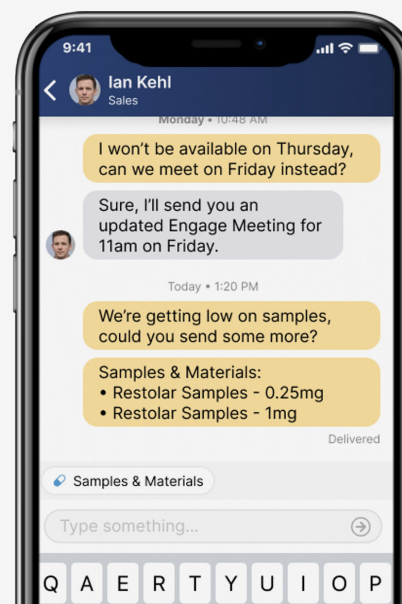 9:41
Ian Kehl
Sales
Monday • 10:48 AM
I won't be available on Thursday,
can we meet on Friday instead?
Sure, I'll send you an
updated Engage Meeting for
11am on Friday.
Today • 1:20 PM
We're getting low on samples,
could you send some more?
Samples & Materials:
• Restolar Samples - 0.25mg
• Restolar Samples - 1mg
Delivered
Samples & Materials
Type something...
Q A E R T Y U I O P